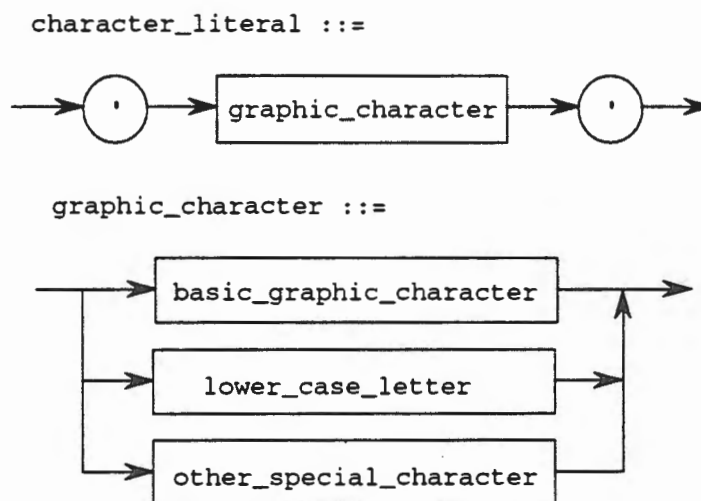 character_literal ::=
' graphic_character '
graphic_character ::=
basic_graphic_character
lower_case_letter
other_special_character